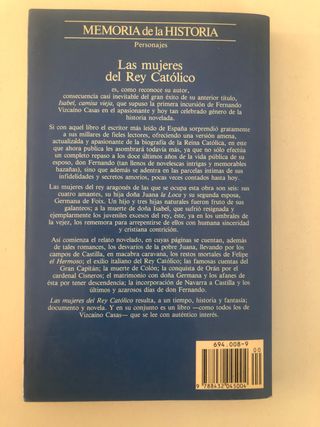 MEMORIA de la HISTORIA
Personajes
Las mujeres
del Rey Católico
es, como reconoce su autor,
consecuencia casi inevitable del gran éxito de su anterior título,
Isabel, camisa vieja, que supuso la primera incursión de Fernando
Vizcaíno Casas en el apasionante y hoy tan celebrado género de la
historia novelada.
Si con aquel libro el escritor más leído de España sorprendió gratamente
a sus millares de fieles lectores, ofreciendo una versión amena,
actualizada y apasionante de la biografía de la Reina Católica, en este
que ahora publica les asombrará todavía más, ya que no sólo efectúa
un completo repaso a los doce últimos años de la vida pública de su
esposo, don Fernando (tan llenos de novelescas intrigas y memorables
hazañas), sino que además se adentra en las parcelas íntimas de sus
infidelidades y secretos amoríos, pocas veces contados hasta hoy.
Las mujeres del rey aragonés de las que se ocupa esta obra son seis: sus
cuatro amantes, su hija doña Juana la Loca y su segunda esposa,
Germana de Foix. Un hijo y tres hijas naturales fueron fruto de sus
galanteos; a la muerte de doña Isabel, que sufrió resignada y
ejemplarmente los juveniles excesos del rey, éste, ya en los umbrales de
la vejez, los rememora para arrepentirse de ellos con humana sinceridad
y cristiana contrición.
Así comienza el relato novelado, en cuyas páginas se cuentan, además
de tales romances, los desvaríos de la pobre Juana, llevando por los
campos de Castilla, en macabra caravana, los restos mortales de Felipe
el Hermoso; el exilio italiano del Rey Católico; las famosas cuentas del
Gran Capitán; la muerte de Colón; la conquista de Orán por el
cardenal Cisneros; el matrimonio con doña Germana y los afanes de
ésta por tener descendencia; la incorporación de Navarra a Castilla y los
últimos y azarosos días de don Fernando.
Las mujeres del Rey Católico resulta, a un tiempo, historia y fantasía;
documento y novela. Y en su conjunto es un libro —como todos los de
Vizcaíno Casas— que se lee con auténtico interés.
694.008-9
00
9 788432 045004